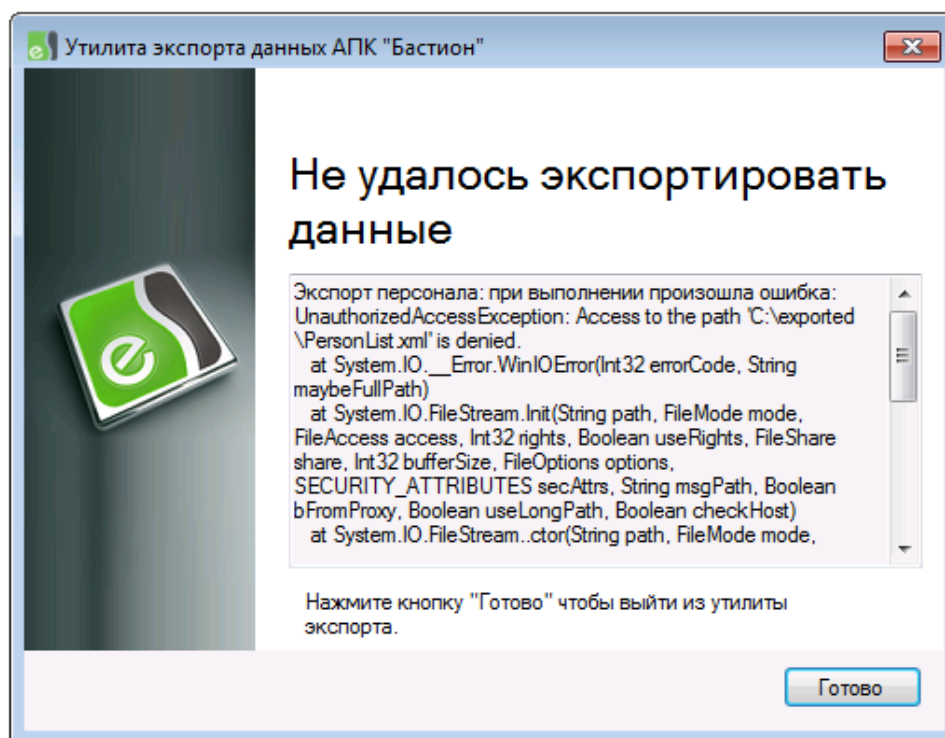 Утилита экспорта данных АПК "Бастион"
Не удалось экспортировать
данные
Экспорт персонала: при выполнении произошла ошибка:
UnauthorizedAccessException: Access to the path 'C:\exported
\PersonList.xml' is denied.
at System.IO.__Error.WinIOError(Int32 errorCode, String
maybeFullPath)
at System.IO.FileStream.Init(String path, FileMode mode,
FileAccess access, Int32 rights, Boolean useRights, FileShare
share, Int32 bufferSize, FileOptions options,
SECURITY_ATTRIBUTES secAttrs, String msgPath, Boolean
bFromProxy, Boolean useLongPath, Boolean checkHost)
at System.IO.FileStream..ctor(String path, FileMode mode,
Нажмите кнопку "Готово" чтобы выйти из утилиты
экспорта.
Готово